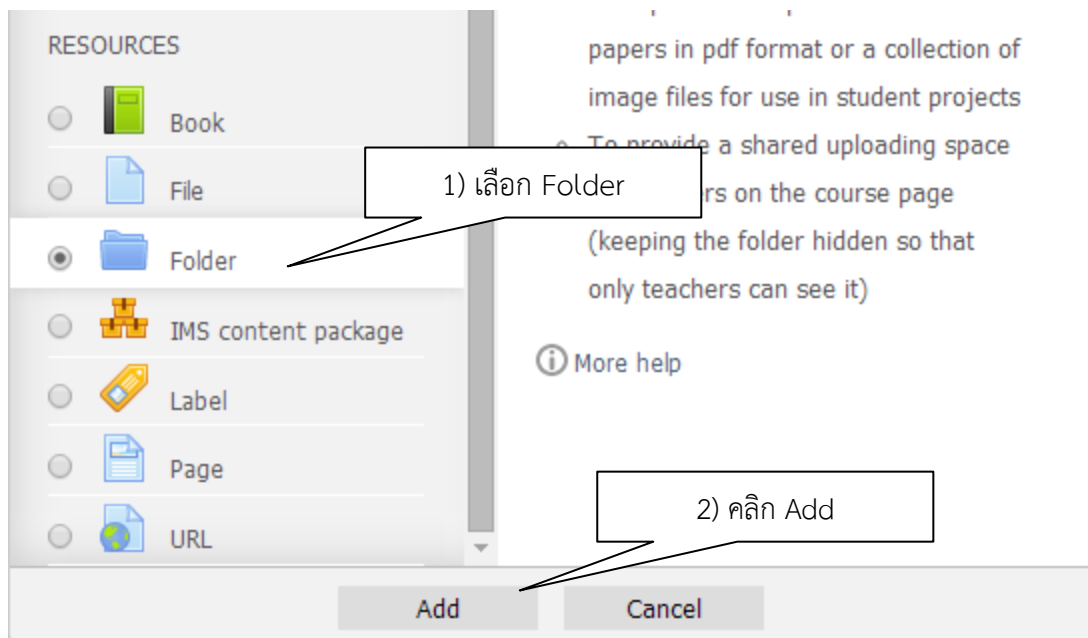 RESOURCES
Book
File
Folder
IMS content package
Label
Page
URL
papers in pdf format or a collection of
image files for use in student projects
To provide a shared uploading space
rs on the course page
(keeping the folder hidden so that
only teachers can see it)
More help
1) เลือก Folder
2) คลิก Add
Add
Cancel